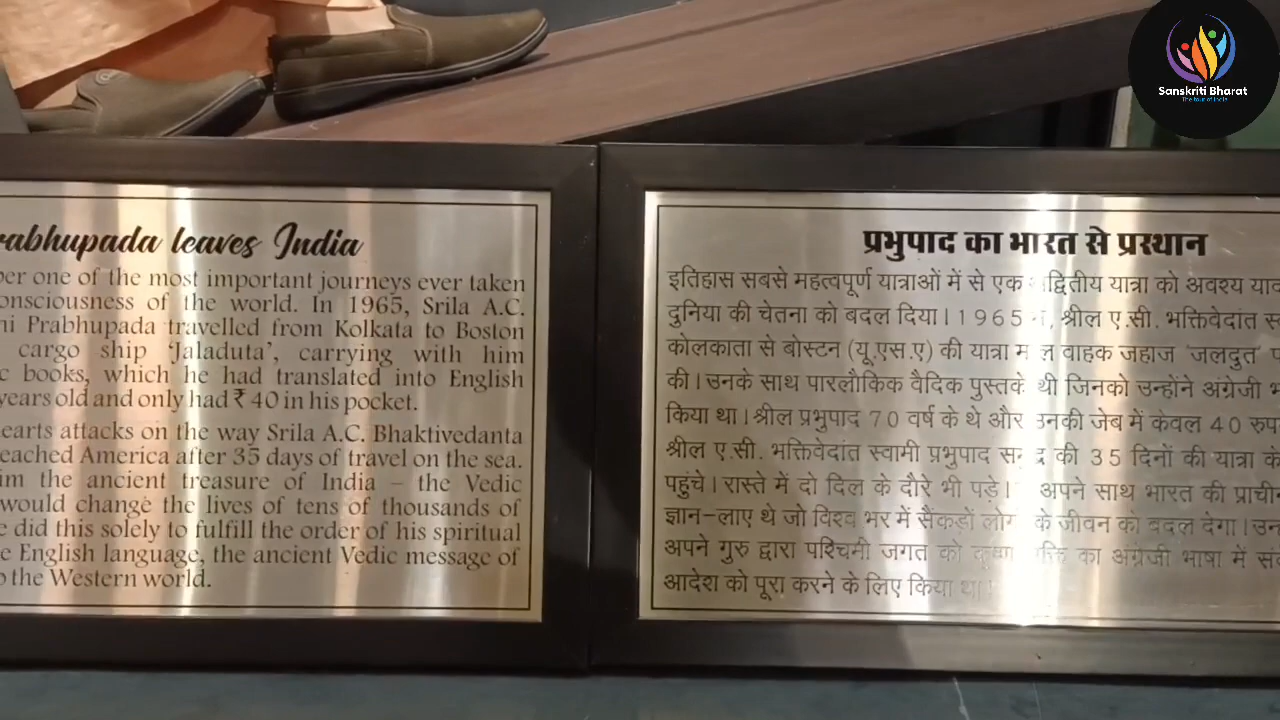 Sanskriti Bharat
The tour of India
rabhupada leaves India
ber one of the most important journeys ever taken
onsciousness of the world. In 1965, Srila A.C.
ni Prabhupada travelled from Kolkata to Boston
cargo ship 'Jaladuta', carrying with him
c books, which he had translated into English
years old and only had ₹ 40 in his pocket.
earts attacks on the way Srila A.C. Bhaktivedanta
eached America after 35 days of travel on the sea.
im the ancient treasure of India – the Vedic
would change the lives of tens of thousands of
e did this solely to fulfill the order of his spiritual
e English language, the ancient Vedic message of
o the Western world.
प्रभुपाद का भारत से प्रस्थान
इतिहास सबसे महत्वपूर्ण यात्राओं में से एक द्वितीय यात्रा को अवश्य याद
दुनिया की चेतना को बदल दिया। 1965 श्रील ए.सी. भक्तिवेदांत
कोलकाता से बोस्टन (यू.एस.ए) की यात्रा वाहक जहाज 'जलदुत'
की। उनके साथ पारलौकिक वैदिक पुस्तकें थी जिनको उन्होंने अंग्रेजी
किया था। श्रील प्रभुपाद 70 वर्ष के थे और उनकी जेब में केवल 40
श्रील ए.सी. भक्तिवेदांत स्वामी प्रभुपाद की 35 दिनों की यात्रा
पहुंचे। रास्ते में दो दिल के दौरे भी पड़े। अपने साथ भारत की
ज्ञान-लाए थे जो विश्व भर में सैंकडों के जीवन को बदल देगा।
अपने गुरु द्वारा पश्चिमी जगत को का अंग्रेजी भाषा में
आदेश को पूरा करने के लिए किया था।